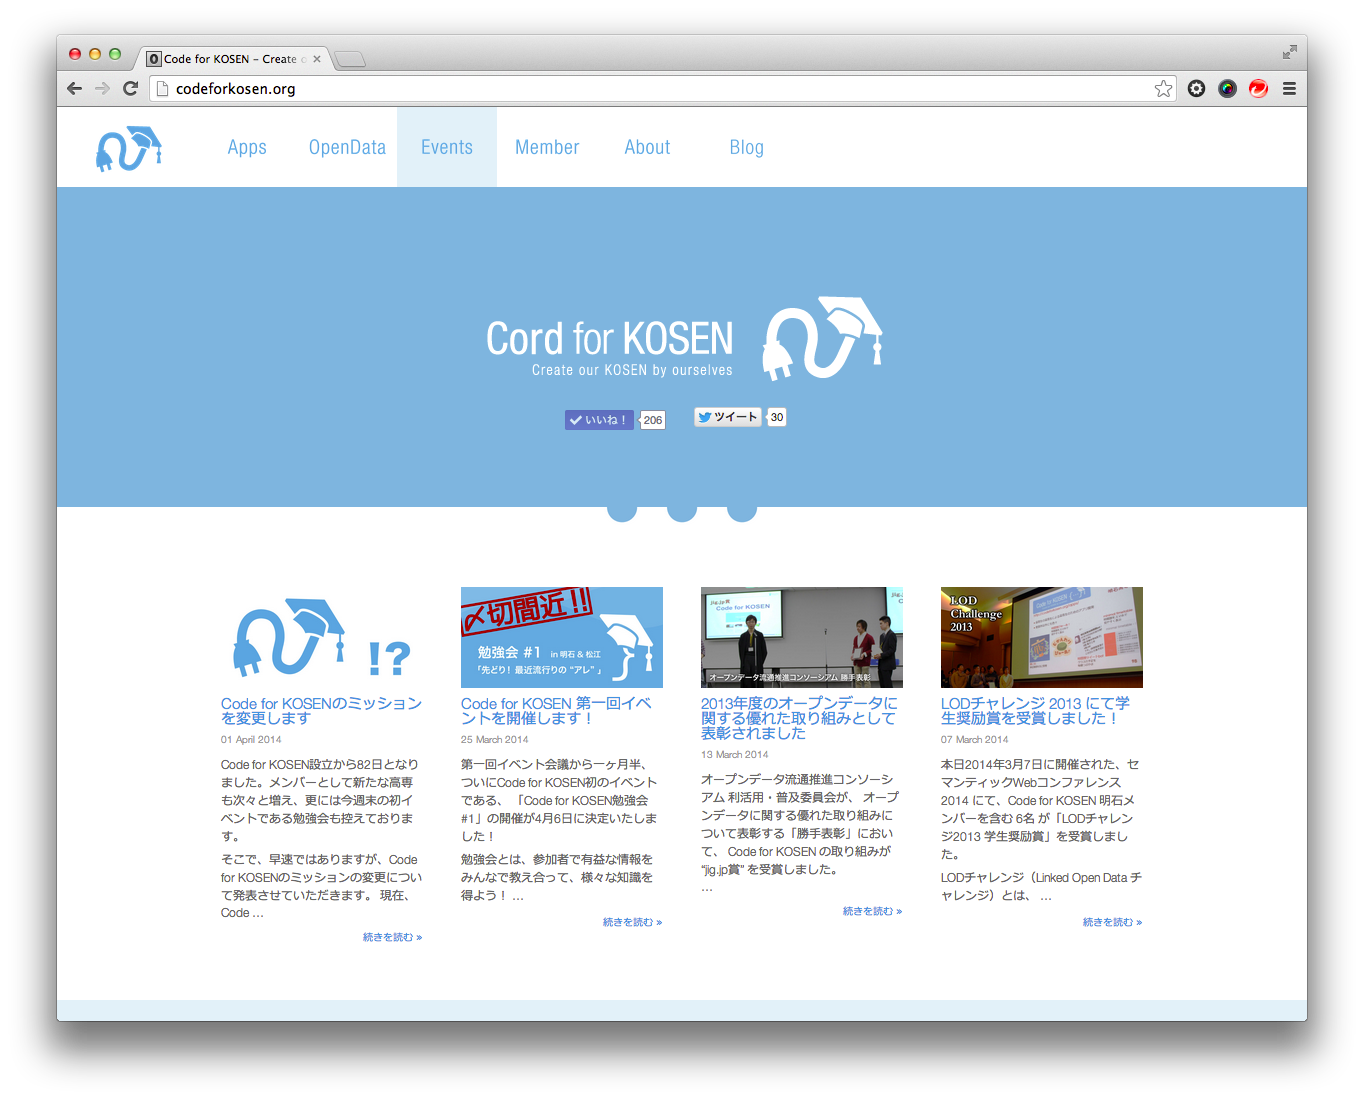 Code for KOSEN – Create o
codeforkosen.org
Apps OpenData Events Member About Blog
Cord for KOSEN
Create our KOSEN by ourselves
いいね！ 206 ツイート 30
!?
Code for KOSENのミッション
を変更します
01 April 2014
Code for KOSEN設立から82日となり
ました。メンバーとして新たな高専
も次々と増え、更には今週末の初イ
ベントである勉強会も控えておりま
す。
そこで、早速ではありますが、Code
for KOSENのミッションの変更につい
て発表させていただきます。 現在、
Code …
続きを読む »
〆切間近!!
勉強会 #1 in 明石 & 松江
「先どり! 最近流行りの “アレ” 」
Code for KOSEN 第一回イベ
ントを開催します！
25 March 2014
第一回イベント会議から一ヶ月半、
ついにCode for KOSEN初のイベント
である、 「Code for KOSEN勉強会
#1」の開催が4月6日に決定いたしま
した！
勉強会とは、参加者で有益な情報を
みんなで教え合って、様々な知識を
得よう！ …
続きを読む »
jig.jp賞
Code for KOSEN
オープンデータ流通推進コンソーシアム 勝手表彰
2013年度のオープンデータに
関する優れた取り組みとして
表彰されました
13 March 2014
オープンデータ流通推進コンソーシ
アム 利活用・普及委員会が、 オープ
ンデータに関する優れた取り組みに
ついて表彰する「勝手表彰」におい
て、 Code for KOSEN の取り組みが
“jig.jp賞” を受賞しました。
…
続きを読む »
LOD
Challenge
2013
Code for KOSEN
LODチャレンジ 2013 にて学
生奨励賞を受賞しました！
07 March 2014
本日2014年3月7日に開催された、セ
マンティックWebコンファレンス
2014 にて、Code for KOSEN 明石メ
ンバーを含む 6名 が「LODチャレン
ジ2013 学生奨励賞」を受賞しまし
た。
LODチャレンジ（Linked Open Data チ
ャレンジ）とは、 …
続きを読む »